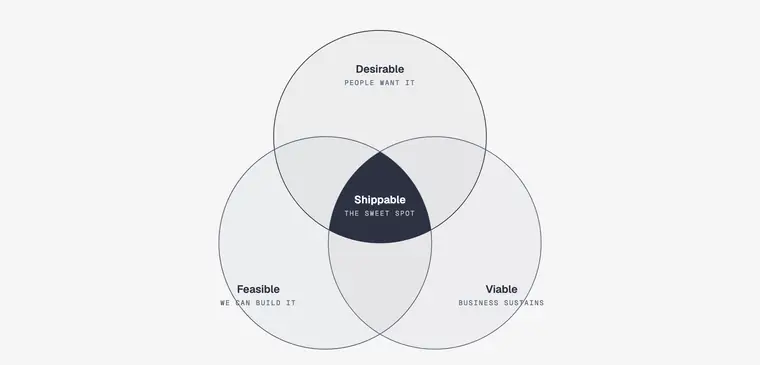 Desirable
PEOPLE WANT IT
Shippable
THE SWEET SPOT
Feasible
WE CAN BUILD IT
Viable
BUSINESS SUSTAINS